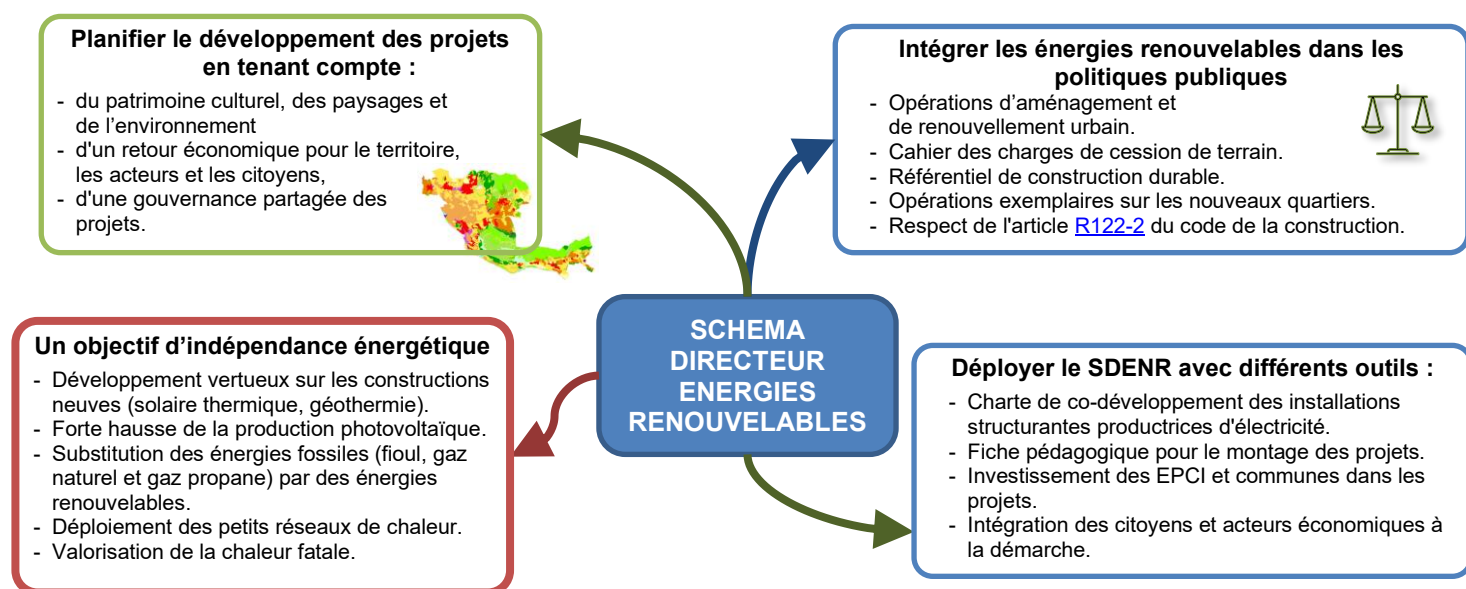 Planifier le développement des projets
en tenant compte :
- du patrimoine culturel, des paysages et
de l'environnement
- d'un retour économique pour le territoire,
les acteurs et les citoyens,
- d'une gouvernance partagée des
projets.
Intégrer les énergies renouvelables dans les
politiques publiques
- Opérations d'aménagement et
de renouvellement urbain.
- Cahier des charges de cession de terrain.
- Référentiel de construction durable.
- Opérations exemplaires sur les nouveaux quartiers.
- Respect de l'article R122-2 du code de la construction.
SCHEMA
DIRECTEUR
ENERGIES
RENOUVELABLES
Un objectif d'indépendance énergétique
- Développement vertueux sur les constructions
neuves (solaire thermique, géothermie).
- Forte hausse de la production photovoltaïque.
- Substitution des énergies fossiles (fioul, gaz
naturel et gaz propane) par des énergies
renouvelables.
- Déploiement des petits réseaux de chaleur.
- Valorisation de la chaleur fatale.
Déployer le SDENR avec différents outils :
- Charte de co-développement des installations
structurantes productrices d'électricité.
- Fiche pédagogique pour le montage des projets.
- Investissement des EPCI et communes dans les
projets.
- Intégration des citoyens et acteurs économiques à
la démarche.